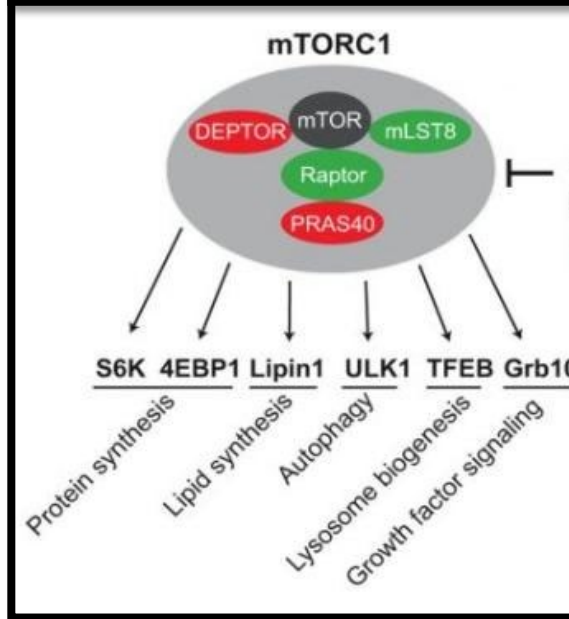 mTORC1
DEPTOR
mTOR
mLST8
Raptor
PRAS40
S6K 4EBP1 Lipin1 ULK1 TFEB Grb10
Protein synthesis
Lipid synthesis
Autophagy
Lysosome biogenesis
Growth factor signaling